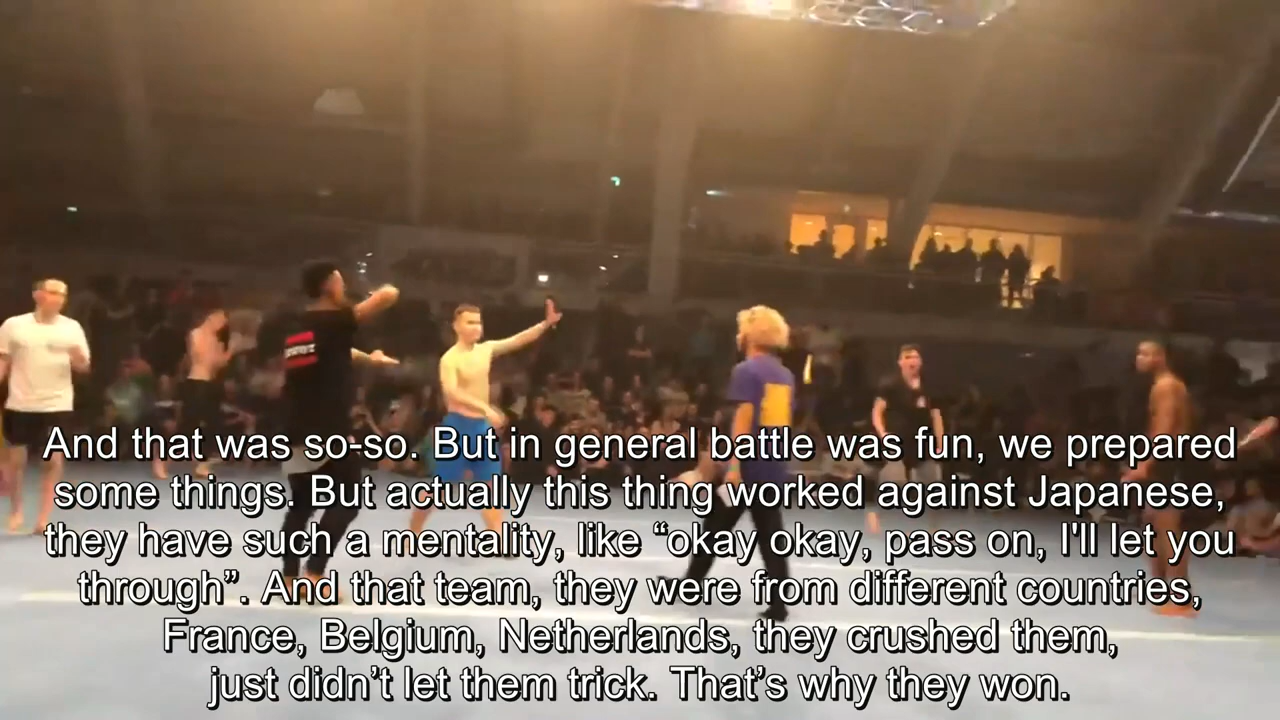 And that was so-so. But in general battle was fun, we prepared
some things. But actually this thing worked against Japanese,
they have such a mentality, like “okay okay, pass on, I'll let you
through”. And that team, they were from different countries,
France, Belgium, Netherlands, they crushed them,
just didn’t let them trick. That’s why they won.